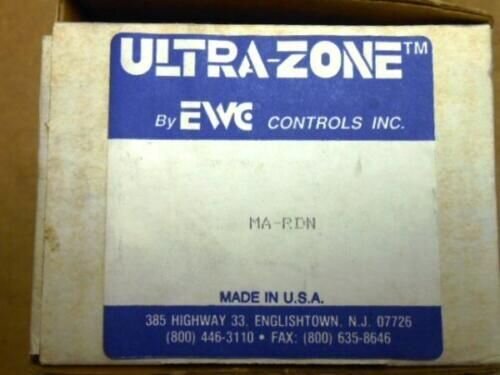 ULTRA-ZONE™
By EWC CONTROLS INC.
MA-RDN
MADE IN U.S.A.
385 HIGHWAY 33, ENGLISHTOWN, N.J. 07726
(800) 446-3110 • FAX: (800) 635-8646